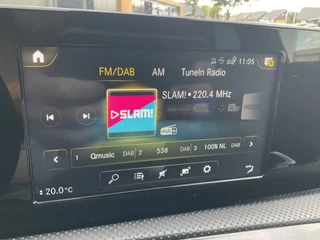 11:05
FM/DAB AM TuneIn Radio
SLAM! • 220.4 MHz
SLAM!
dab+
1 Qmusic DAB 2 538 DAB 3 100% NL DAB
20.0°C